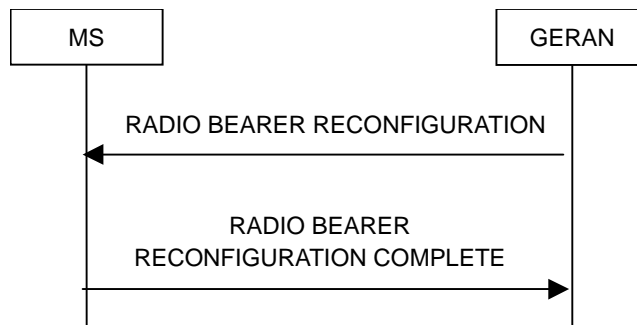 MS
GERAN
RADIO BEARER RECONFIGURATION
RADIO BEARER
RECONFIGURATION COMPLETE